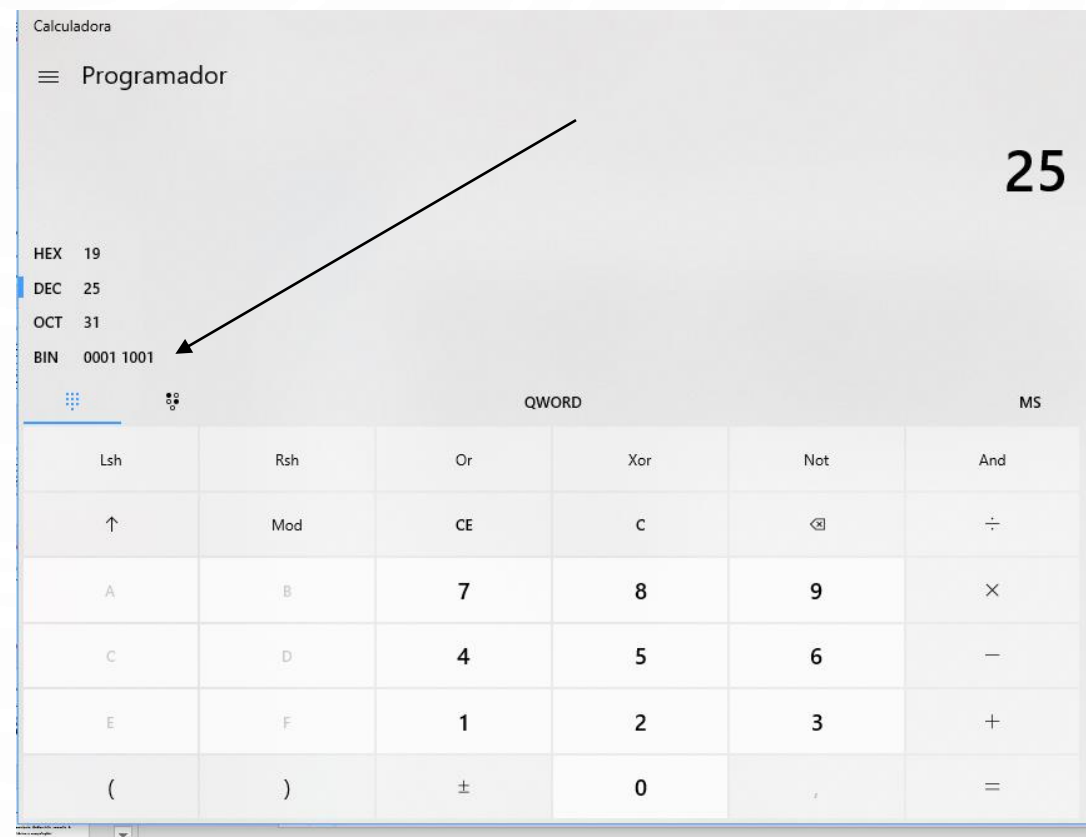 Calculadora
☰ Programador
25
HEX 19
DEC 25
OCT 31
BIN 0001 1001
QWORD MS
Lsh Rsh Or Xor Not And
↑ Mod CE C ⌫ ÷
A B 7 8 9 ×
C D 4 5 6 −
E F 1 2 3 +
( ) ± 0 , =